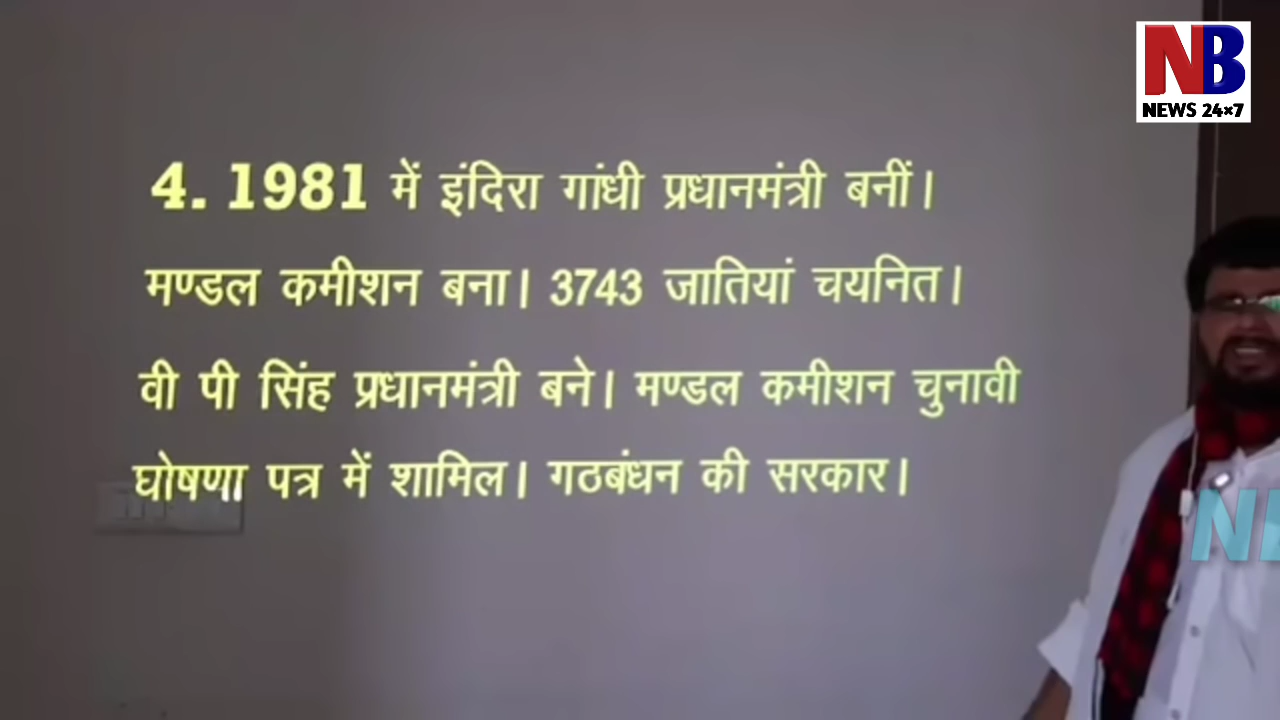 NB
NEWS 24×7
4. 1981 में इंदिरा गांधी प्रधानमंत्री बनीं।
मण्डल कमीशन बना। 3743 जातियां चयनित।
वी पी सिंह प्रधानमंत्री बने। मण्डल कमीशन चुनावी
घोषणा पत्र में शामिल। गठबंधन की सरकार।